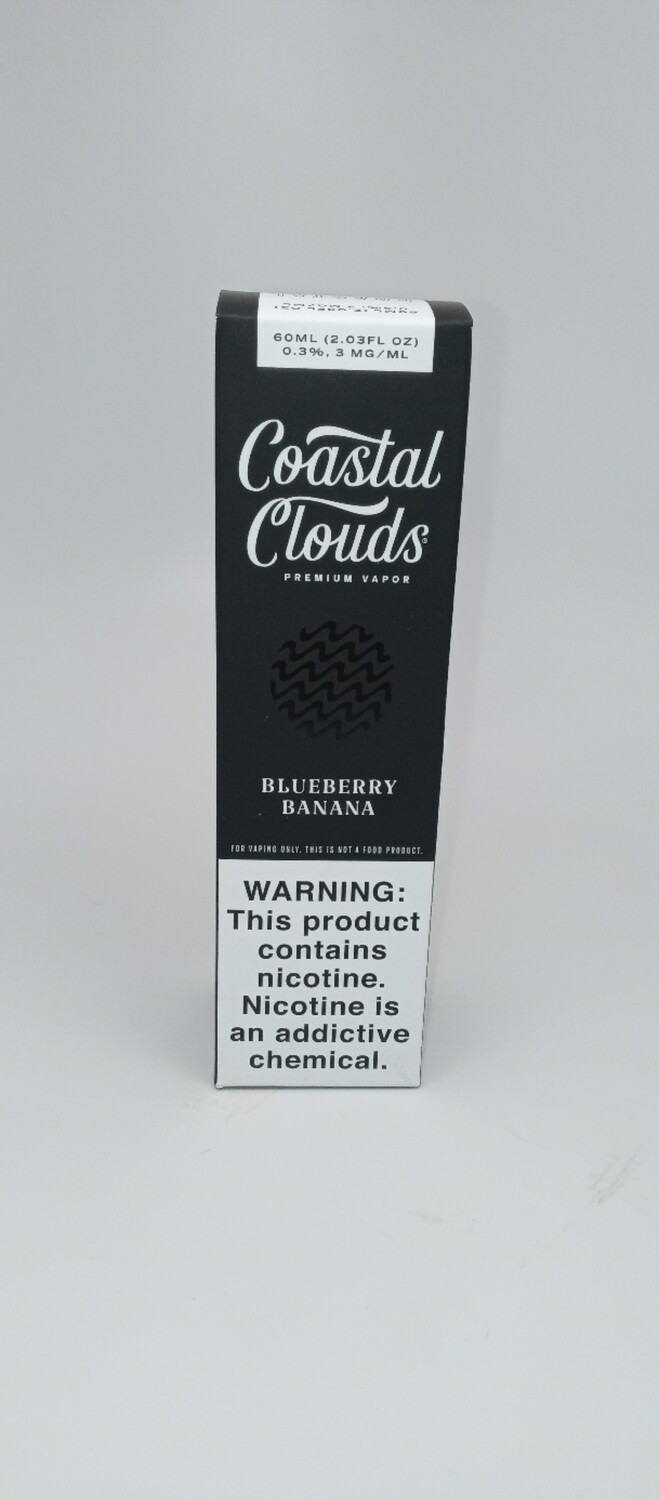 60ML (2.03FL OZ)
0.3%, 3 MG/ML
Coastal
Clouds®
PREMIUM VAPOR
BLUEBERRY
BANANA
FOR VAPING ONLY. THIS IS NOT A FOOD PRODUCT.
WARNING:
This product
contains
nicotine.
Nicotine is
an addictive
chemical.